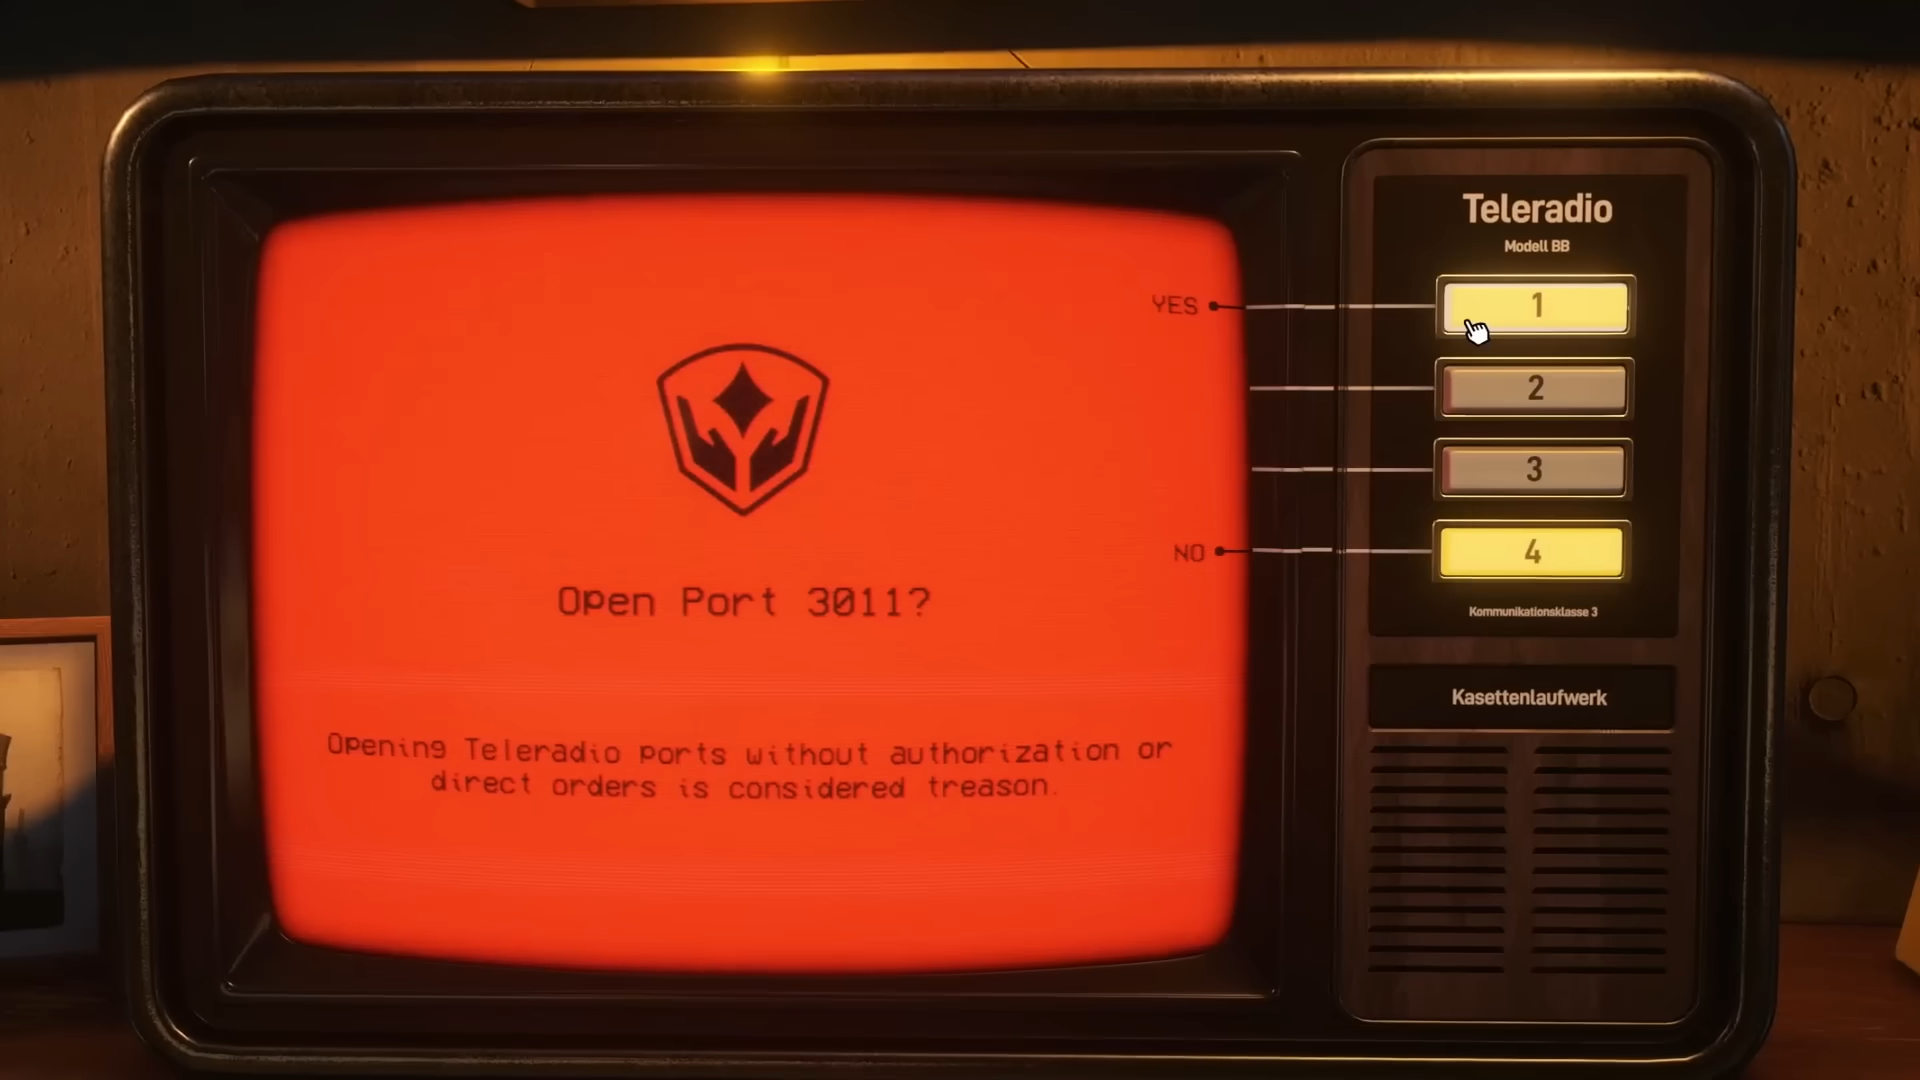 Teleradio
Modell BB
YES
1
2
3
NO
4
Open Port 3011?
Kommunikationsklasse 3
Kasettenlaufwerk
Opening Teleradio ports without authorization or
direct orders is considered treason.